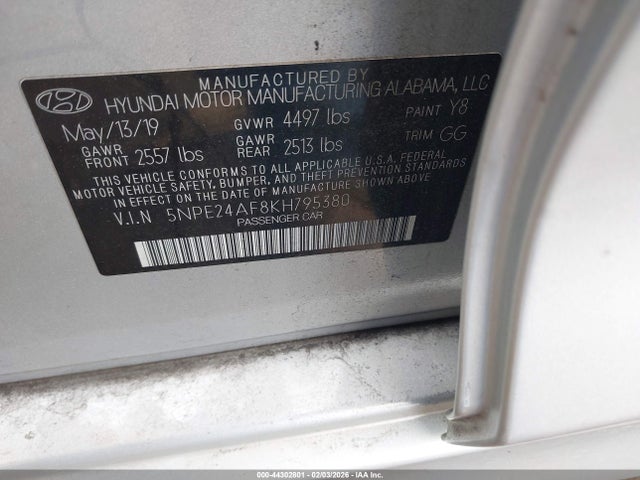 MANUFACTURED BY
HYUNDAI MOTOR MANUFACTURING ALABAMA, LLC
May/13/19 GVWR 4497 lbs PAINT Y8
GAWR FRONT 2557 lbs GAWR REAR 2513 lbs TRIM GG
THIS VEHICLE CONFORMS TO ALL APPLICABLE U.S.A. FEDERAL
MOTOR VEHICLE SAFETY, BUMPER, AND THEFT PREVENTION STANDARDS
IN EFFECT ON THE DATE OF MANUFACTURE SHOWN ABOVE.
V.I.N 5NPE24AF8KH795380
PASSENGER CAR
000-44302601 - 02/03/2026 - IAA Inc.